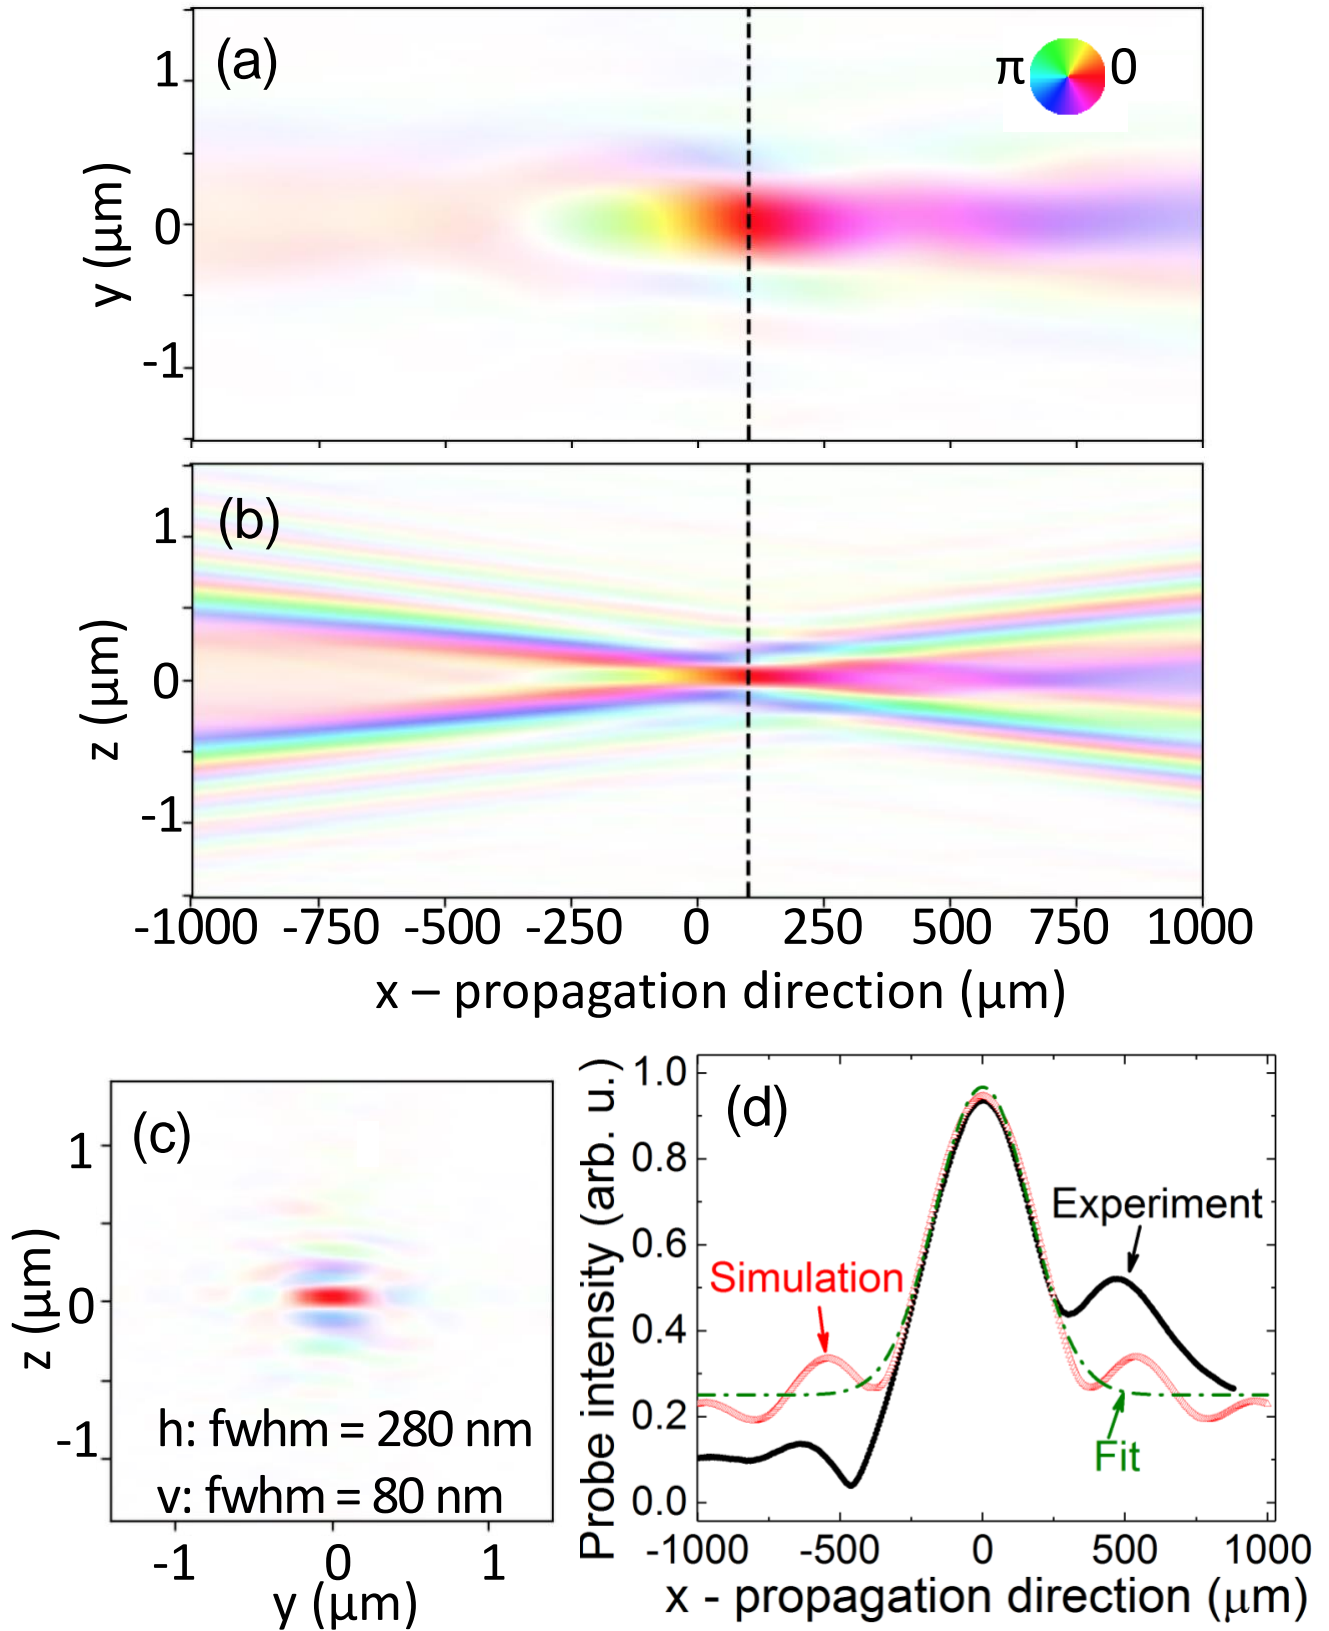 (a)
π 0
1
0
-1
y (μm)
(b)
1
0
-1
z (μm)
-1000 -750 -500 -250 0 250 500 750 1000
x – propagation direction (μm)
(c)
1
0
-1
z (μm)
h: fwhm = 280 nm
v: fwhm = 80 nm
-1 0 1
y (μm)
(d)
1.0
0.8
0.6
0.4
0.2
0.0
Probe intensity (arb. u.)
Experiment
Simulation
Fit
-1000 -500 0 500 1000
x - propagation direction (μm)